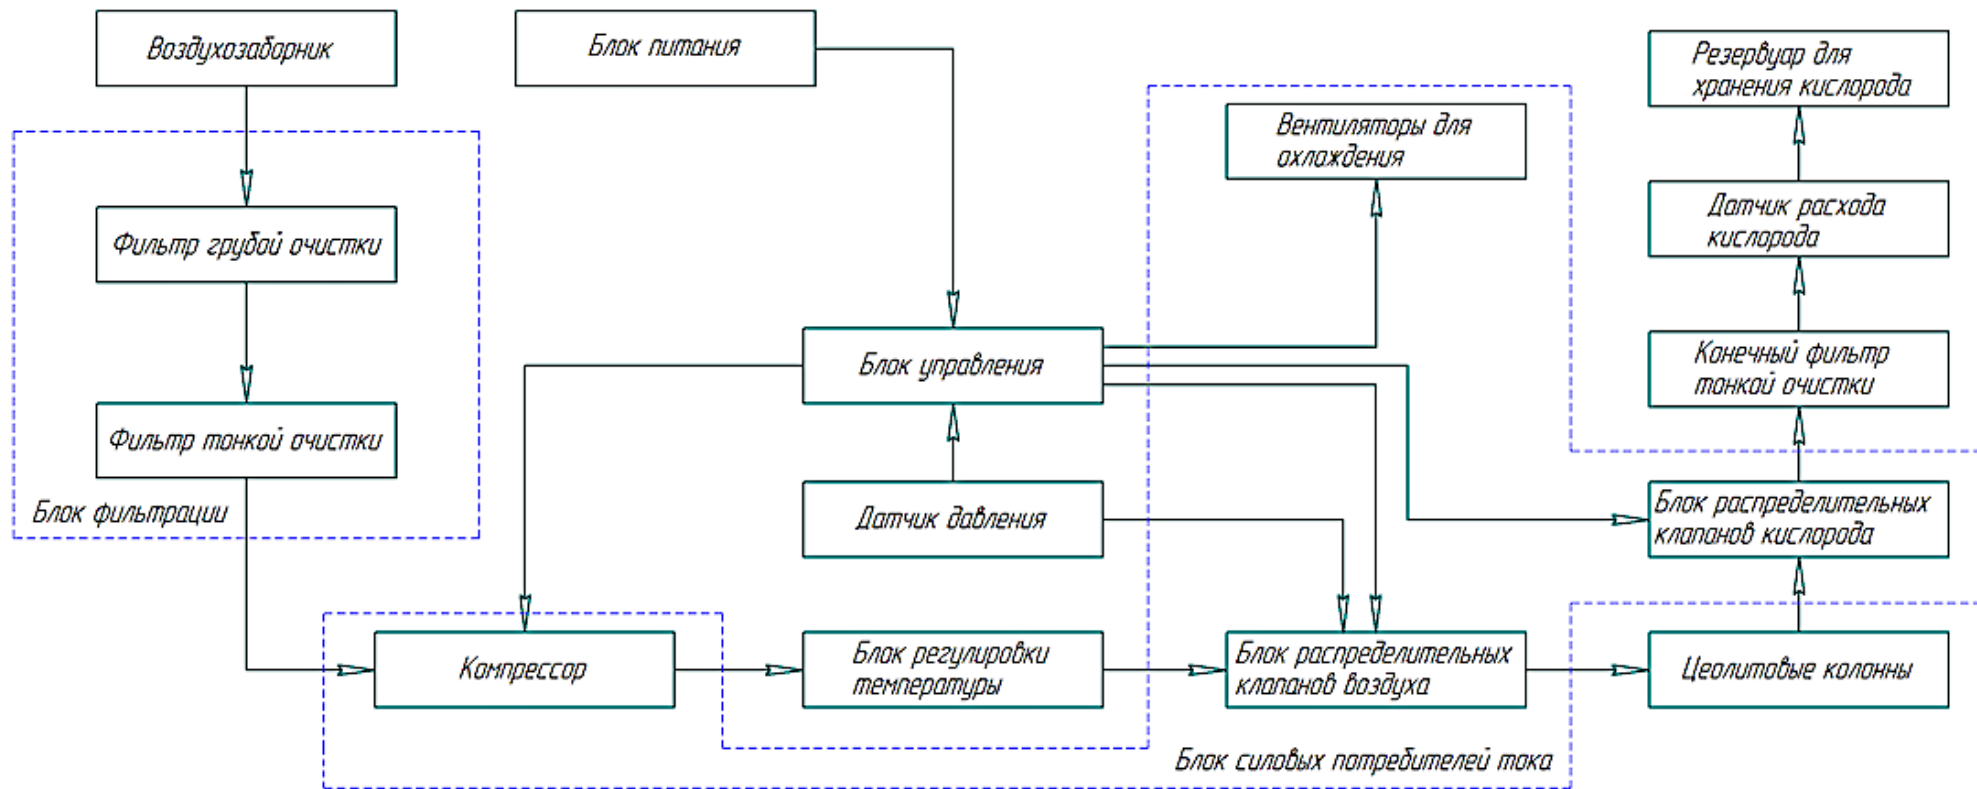 Воздухозаборник
Блок питания
Резервуар для
хранения кислорода
Вентиляторы для
охлаждения
Датчик расхода
кислорода
Фильтр грубой очистки
Блок управления
Конечный фильтр
тонкой очистки
Фильтр тонкой очистки
Блок фильтрации
Датчик давления
Блок распределительных
клапанов кислорода
Компрессор
Блок регулировки
температуры
Блок распределительных
клапанов воздуха
Цеолитовые колонны
Блок силовых потребителей тока